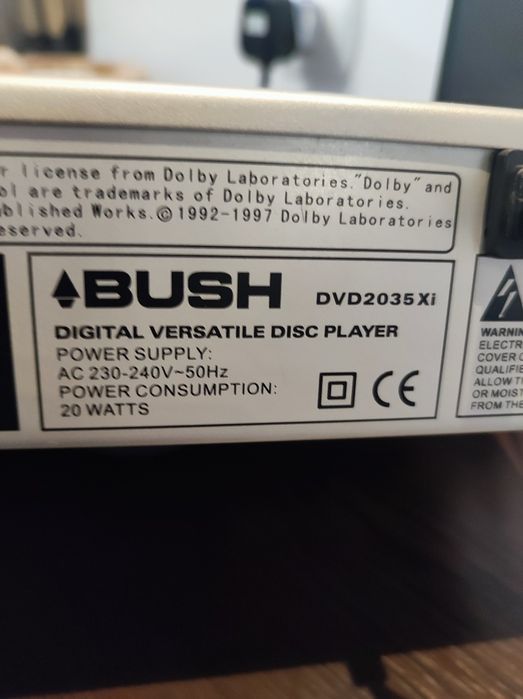 r license from Dolby Laboratories."Dolby"and
ol are trademarks of Dolby Laboratories.
blished Works.©1992-1997 Dolby Laboratories
eserved.
BUSH DVD2035Xi
DIGITAL VERSATILE DISC PLAYER
POWER SUPPLY:
AC 230-240V~50Hz
POWER CONSUMPTION:
20 WATTS
CE
WARNIN
ELECTR
COVER O
QUALIFIE
ALLOW T
OR MOIST
FROM THE